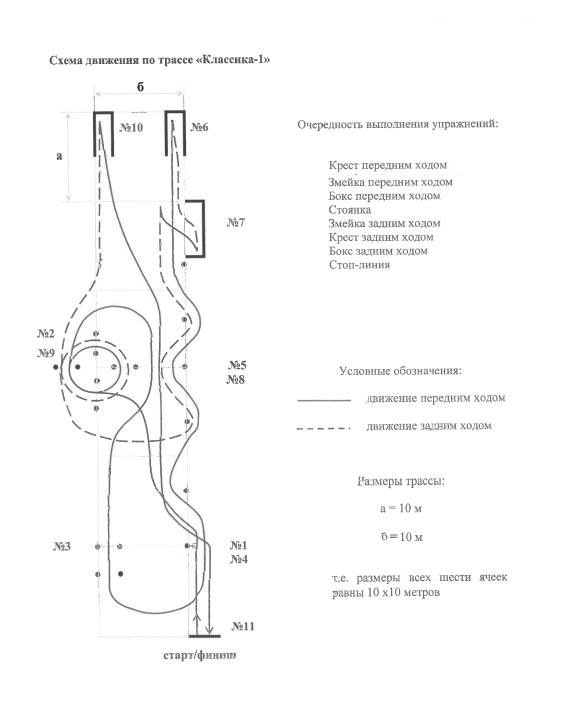 Схема движения по трассе «Классика-1»
б
№10
№6
Очередность выполнения упражнений:
а
Крест передним ходом
Змейка передним ходом
Бокс передним ходом
Стоянка
Змейка задним ходом
Крест задним ходом
Бокс задним ходом
Стоп-линия
№7
№2
№9
№5
№8
Условные обозначения:
движение передним ходом
движение задним ходом
Размеры трассы:
а = 10 м
б = 10 м
№3
№1
№4
т.е. размеры всех шести ячеек
равны 10 х10 метров
№11
старт/финиш